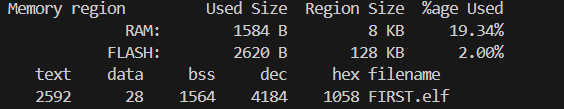 Memory region         Used Size  Region Size  %age Used
             RAM:        1584 B         8 KB     19.34%
           FLASH:        2620 B       128 KB      2.00%
   text    data     bss     dec     hex filename
   2592      28    1564    4184    1058 FIRST.elf